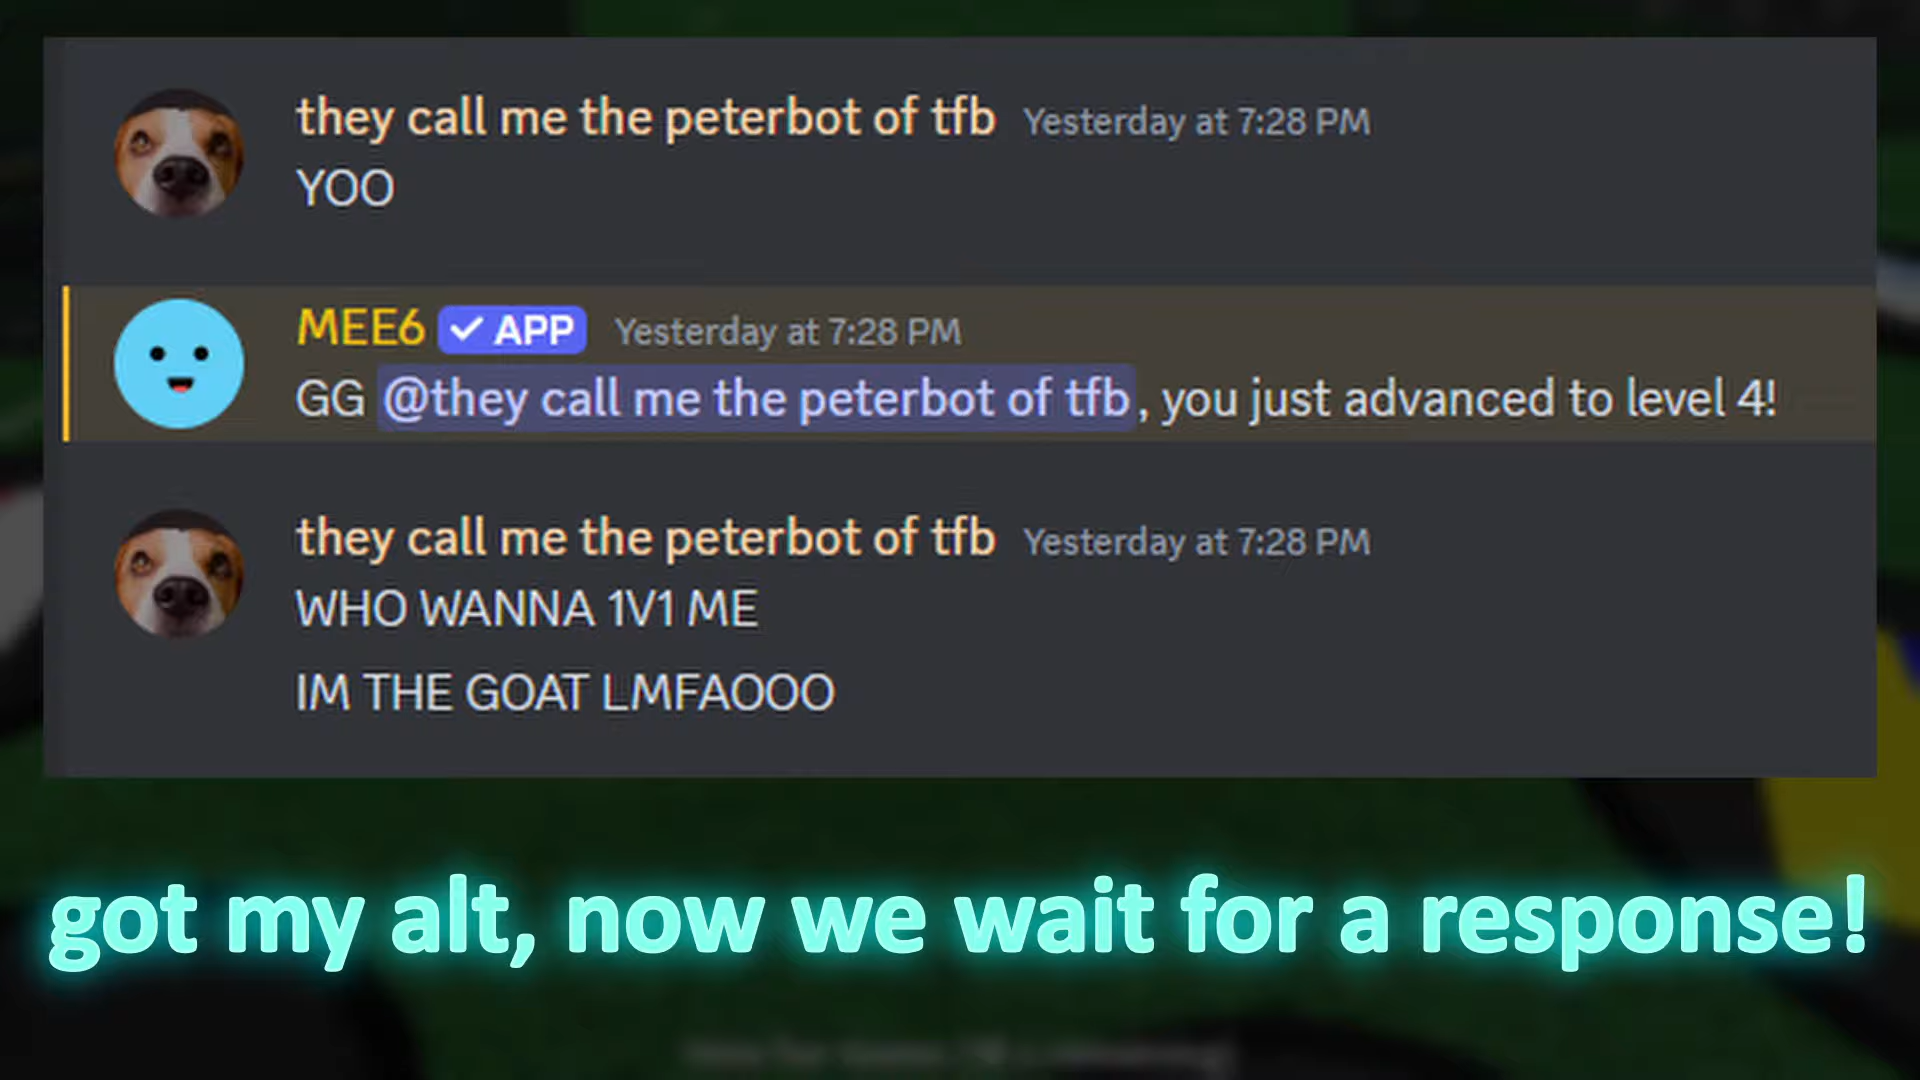 they call me the peterbot of tfb Yesterday at 7:28 PM
YOO
MEE6 ✓ APP Yesterday at 7:28 PM
GG @they call me the peterbot of tfb, you just advanced to level 4!
they call me the peterbot of tfb Yesterday at 7:28 PM
WHO WANNA 1V1 ME
IM THE GOAT LMFAOOO
got my alt, now we wait for a response!